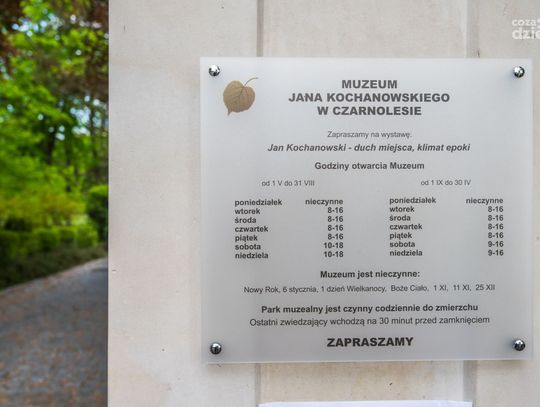 coza
dzie
MUZEUM
JANA KOCHANOWSKIEGO
W CZARNOLESIE
Zapraszamy na wystawę:
Jan Kochanowski - duch miejsca, klimat epoki
Godziny otwarcia Muzeum
od 1 V do 31 VIII
poniedziałek nieczynne
wtorek 8-16
środa 8-16
czwartek 8-16
piątek 8-16
sobota 10-18
niedziela 10-18
od 1 IX do 30 IV
poniedziałek nieczynne
wtorek 8-16
środa 8-16
czwartek 8-16
piątek 8-16
sobota 9-16
niedziela 9-16
Muzeum jest nieczynne:
Nowy Rok, 6 stycznia, 1 dzień Wielkanocy, Boże Ciało, 1 XI, 11 XI, 25 XII
Park muzealny jest czynny codziennie do zmierzchu
Ostatni zwiedzający wchodzą na 30 minut przed zamknięciem
ZAPRASZAMY